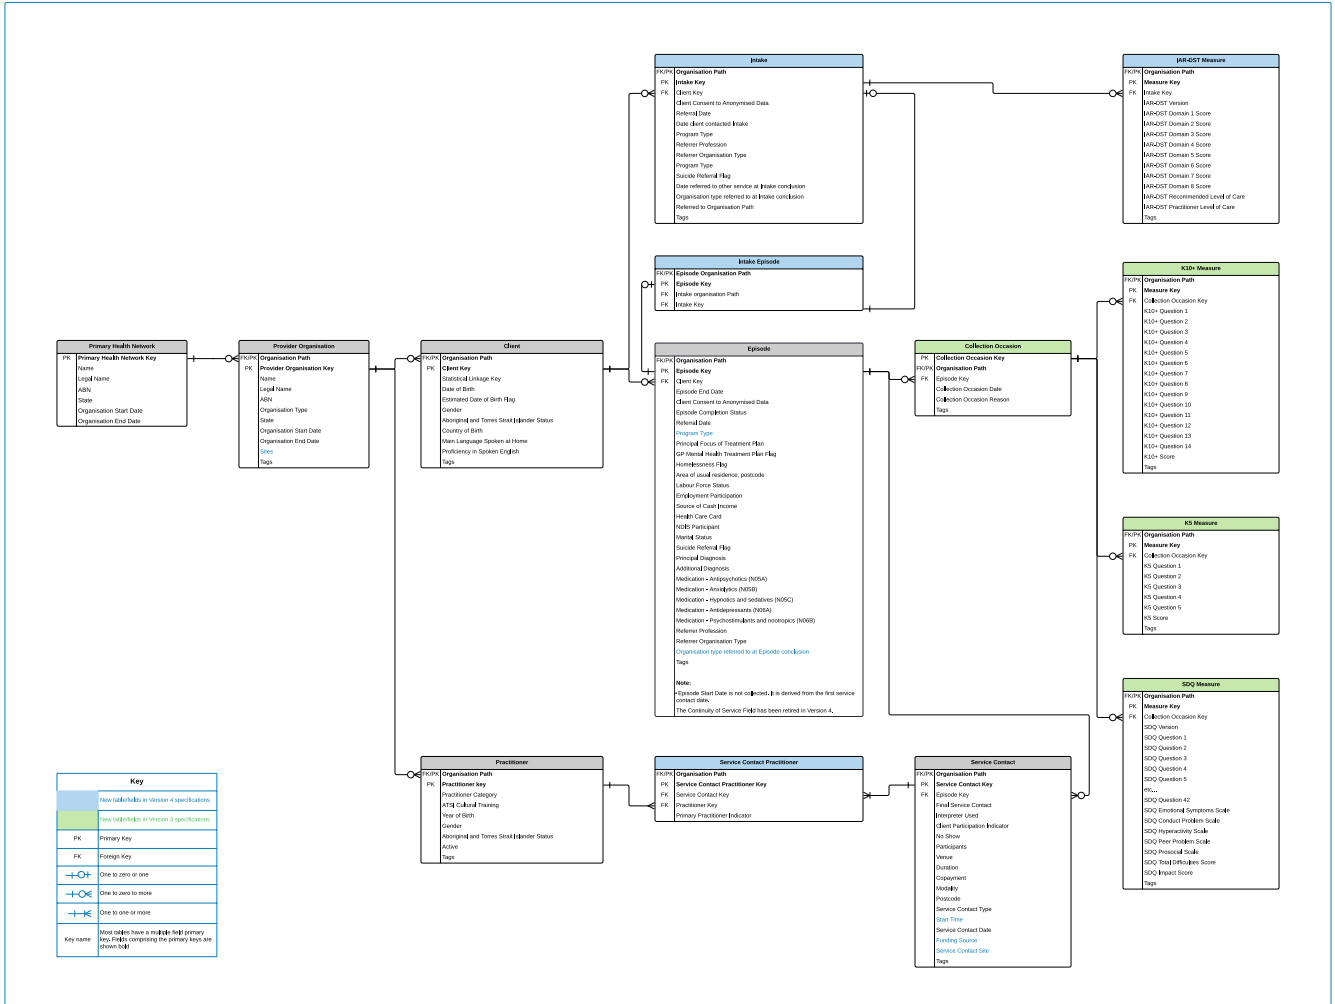 Intake
FK/PK Organisation Path
PK Intake Key
FK Client Key
Client Consent to Anonymised Data
Referral Date
Date client contacted Intake
Program Type
Referrer Profession
Referrer Organisation Type
Program Type
Suicide Referral Flag
Date referred to other service at Intake conclusion
Organisation type referred to at Intake conclusion
Referred to Organisation Path
Tags
IAR-DST Measure
FK/PK Organisation Path
PK Measure Key
FK Intake Key
IAR-DST Version
IAR-DST Domain 1 Score
IAR-DST Domain 2 Score
IAR-DST Domain 3 Score
IAR-DST Domain 4 Score
IAR-DST Domain 5 Score
IAR-DST Domain 6 Score
IAR-DST Domain 7 Score
IAR-DST Domain 8 Score
IAR-DST Recommended Level of Care
IAR-DST Practitioner Level of Care
Tags
Intake Episode
FK/PK Episode Organisation Path
PK Episode Key
FK Intake organisation Path
FK Intake Key
K10+ Measure
FK/PK Organisation Path
PK Measure Key
FK Collection Occasion Key
K10+ Question 1
K10+ Question 2
K10+ Question 3
K10+ Question 4
K10+ Question 5
K10+ Question 6
K10+ Question 7
K10+ Question 8
K10+ Question 9
K10+ Question 10
K10+ Question 11
K10+ Question 12
K10+ Question 13
K10+ Question 14
K10+ Score
Tags
Primary Health Network
PK Primary Health Network Key
Name
Legal Name
ABN
State
Organisation Start Date
Organisation End Date
Provider Organisation
FK/PK Organisation Path
PK Provider Organisation Key
Name
Legal Name
ABN
Organisation Type
State
Organisation Start Date
Organisation End Date
Sites
Tags
Client
FK/PK Organisation Path
PK Client Key
Statistical Linkage Key
Date of Birth
Estimated Date of Birth Flag
Gender
Aboriginal and Torres Strait Islander Status
Country of Birth
Main Language Spoken at Home
Proficiency in Spoken English
Tags
Episode
FK/PK Organisation Path
PK Episode Key
FK Client Key
Episode End Date
Client Consent to Anonymised Data
Episode Completion Status
Referral Date
Program Type
Principal Focus of Treatment Plan
GP Mental Health Treatment Plan Flag
Homelessness Flag
Area of usual residence, postcode
Labour Force Status
Employment Participation
Source of Cash Income
Health Care Card
NDIS Participant
Marital Status
Suicide Referral Flag
Principal Diagnosis
Additional Diagnosis
Medication - Antipsychotics (N05A)
Medication - Anxiolytics (N05B)
Medication - Hypnotics and sedatives (N05C)
Medication - Antidepressants (N06A)
Medication - Psychostimulants and nootropics (N06B)
Referrer Profession
Referrer Organisation Type
Organisation type referred to at Episode conclusion
Tags
Note:
- Episode Start Date is not collected. It is derived from the first service
contact date.
The Continuity of Service Field has been retired in Version 4.
Collection Occasion
PK Collection Occasion Key
FK/PK Organisation Path
FK Episode Key
Collection Occasion Date
Collection Occasion Reason
Tags
K5 Measure
FK/PK Organisation Path
PK Measure Key
FK Collection Occasion Key
K5 Question 1
K5 Question 2
K5 Question 3
K5 Question 4
K5 Question 5
K5 Score
Tags
SDQ Measure
FK/PK Organisation Path
PK Measure Key
FK Collection Occasion Key
SDQ Version
SDQ Question 1
SDQ Question 2
SDQ Question 3
SDQ Question 4
SDQ Question 5
etc...
SDQ Question 42
SDQ Emotional Symptoms Scale
SDQ Conduct Problem Scale
SDQ Hyperactivity Scale
SDQ Peer Problem Scale
SDQ Prosocial Scale
SDQ Total Difficulties Score
SDQ Impact Score
Tags
Practitioner
FK/PK Organisation Path
PK Practitioner key
Practitioner Category
ATSI Cultural Training
Year of Birth
Gender
Aboriginal and Torres Strait Islander Status
Active
Tags
Service Contact Practitioner
FK/PK Organisation Path
PK Service Contact Practitioner Key
FK Service Contact Key
FK Practitioner Key
Primary Practitioner Indicator
Service Contact
FK/PK Organisation Path
PK Service Contact Key
FK Episode Key
Final Service Contact
Interpreter Used
Client Participation Indicator
No Show
Participants
Venue
Duration
Copayment
Modality
Postcode
Service Contact Type
Start Time
Service Contact Date
Funding Source
Service Contact Site
Tags
Key
New table/fields in Version 4 specifications
New table/fields in Version 3 specifications
PK Primary Key
FK Foreign Key
One to zero or one
One to zero to more
One to one or more
Key name Most tables have a multiple field primary
key. Fields comprising the primary keys are
shown bold